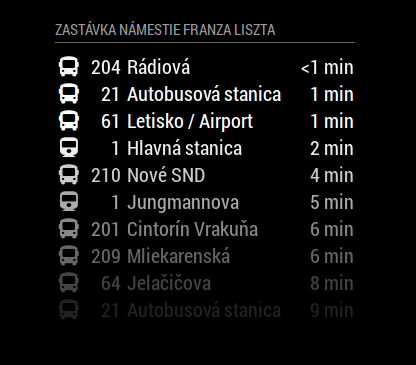 ZASTÁVKA NÁMESTIE FRANZA LISZTA
204 Rádiová <1 min
21 Autobusová stanica 1 min
61 Letisko / Airport 1 min
1 Hlavná stanica 2 min
210 Nové SND 4 min
1 Jungmannova 5 min
201 Cintorín Vrakuňa 6 min
209 Mliekarenská 6 min
64 Jelačičova 8 min
21 Autobusová stanica 9 min